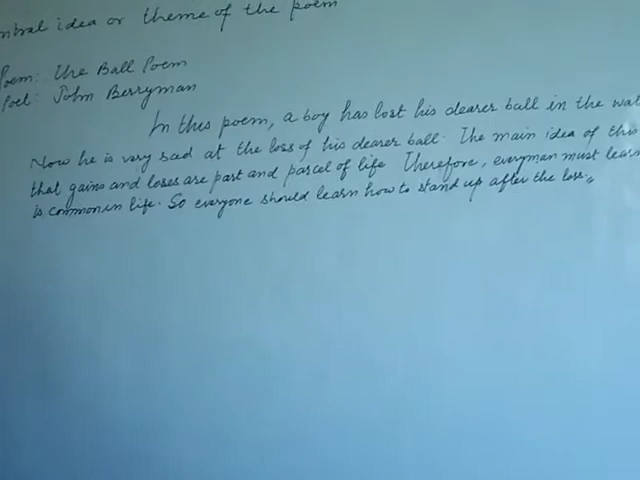 ntral idea or theme of the poem
Poem: The Ball Poem
Poet: John Berryman
In this poem, a boy has lost his dearer ball in the wat
Now he is very sad at the loss of his dearer ball. The main idea of this
that gains and loses are part and parcel of life Therefore, everyman must learn
is common in life. So everyone should learn how to stand up after the loss.